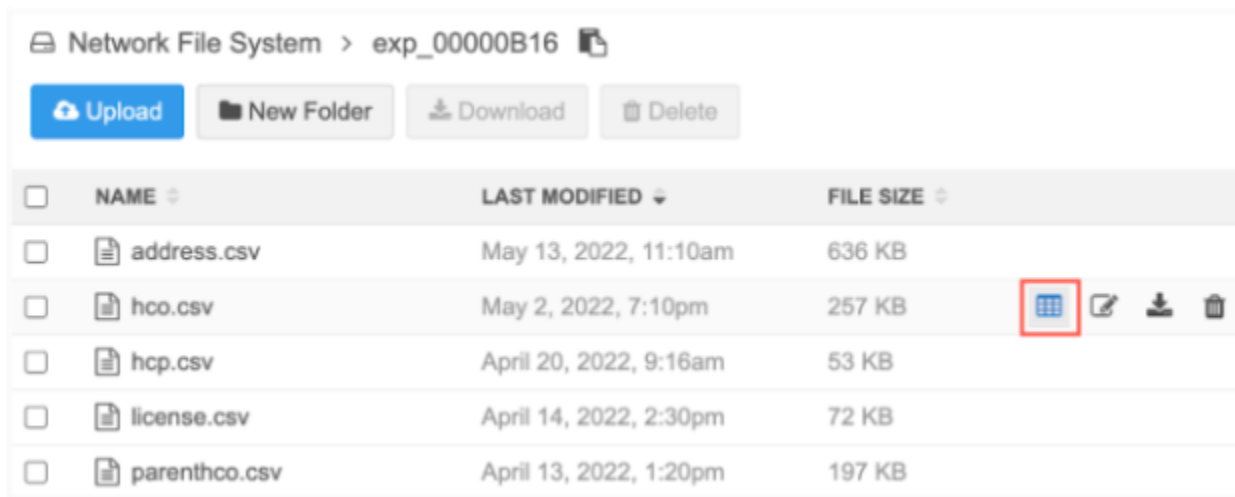 Network File System > exp_00000B16
Upload New Folder Download Delete
NAME LAST MODIFIED FILE SIZE
address.csv May 13, 2022, 11:10am 636 KB
hco.csv May 2, 2022, 7:10pm 257 KB
hcp.csv April 20, 2022, 9:16am 53 KB
license.csv April 14, 2022, 2:30pm 72 KB
parenthco.csv April 13, 2022, 1:20pm 197 KB